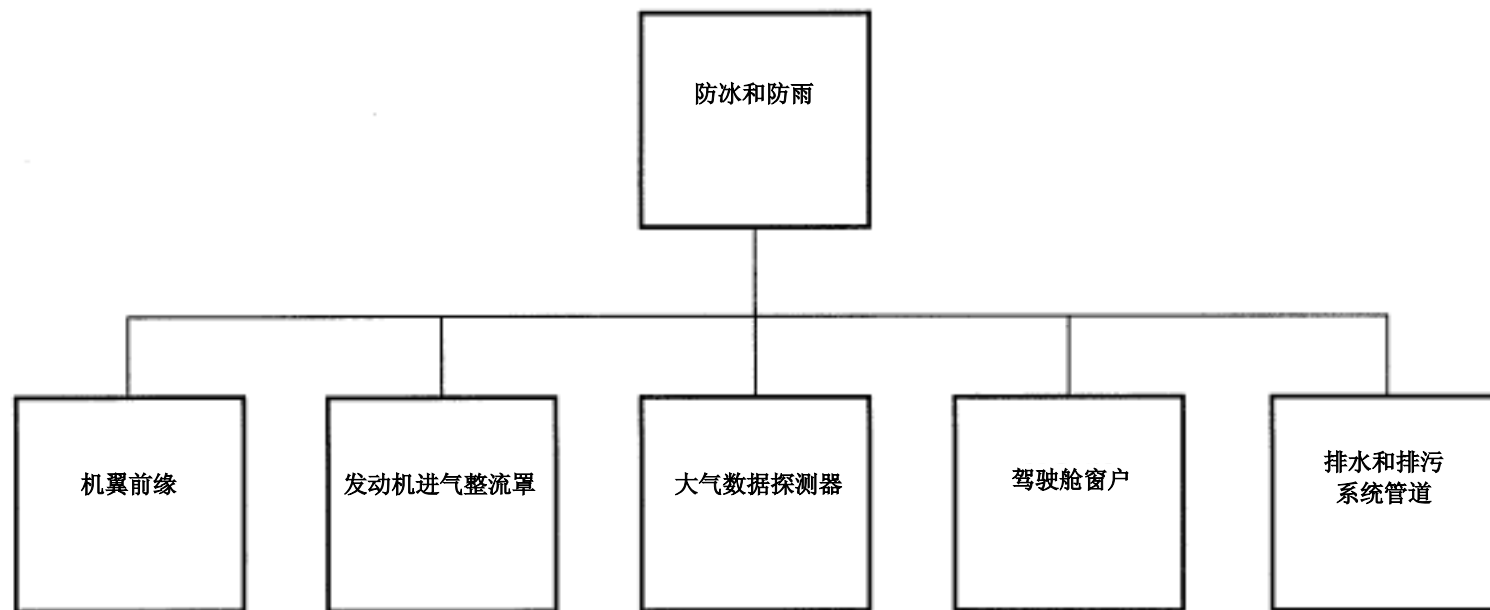 防冰和防雨
机翼前缘
发动机进气整流罩
大气数据探测器
驾驶舱窗户
排水和排污
系统管道